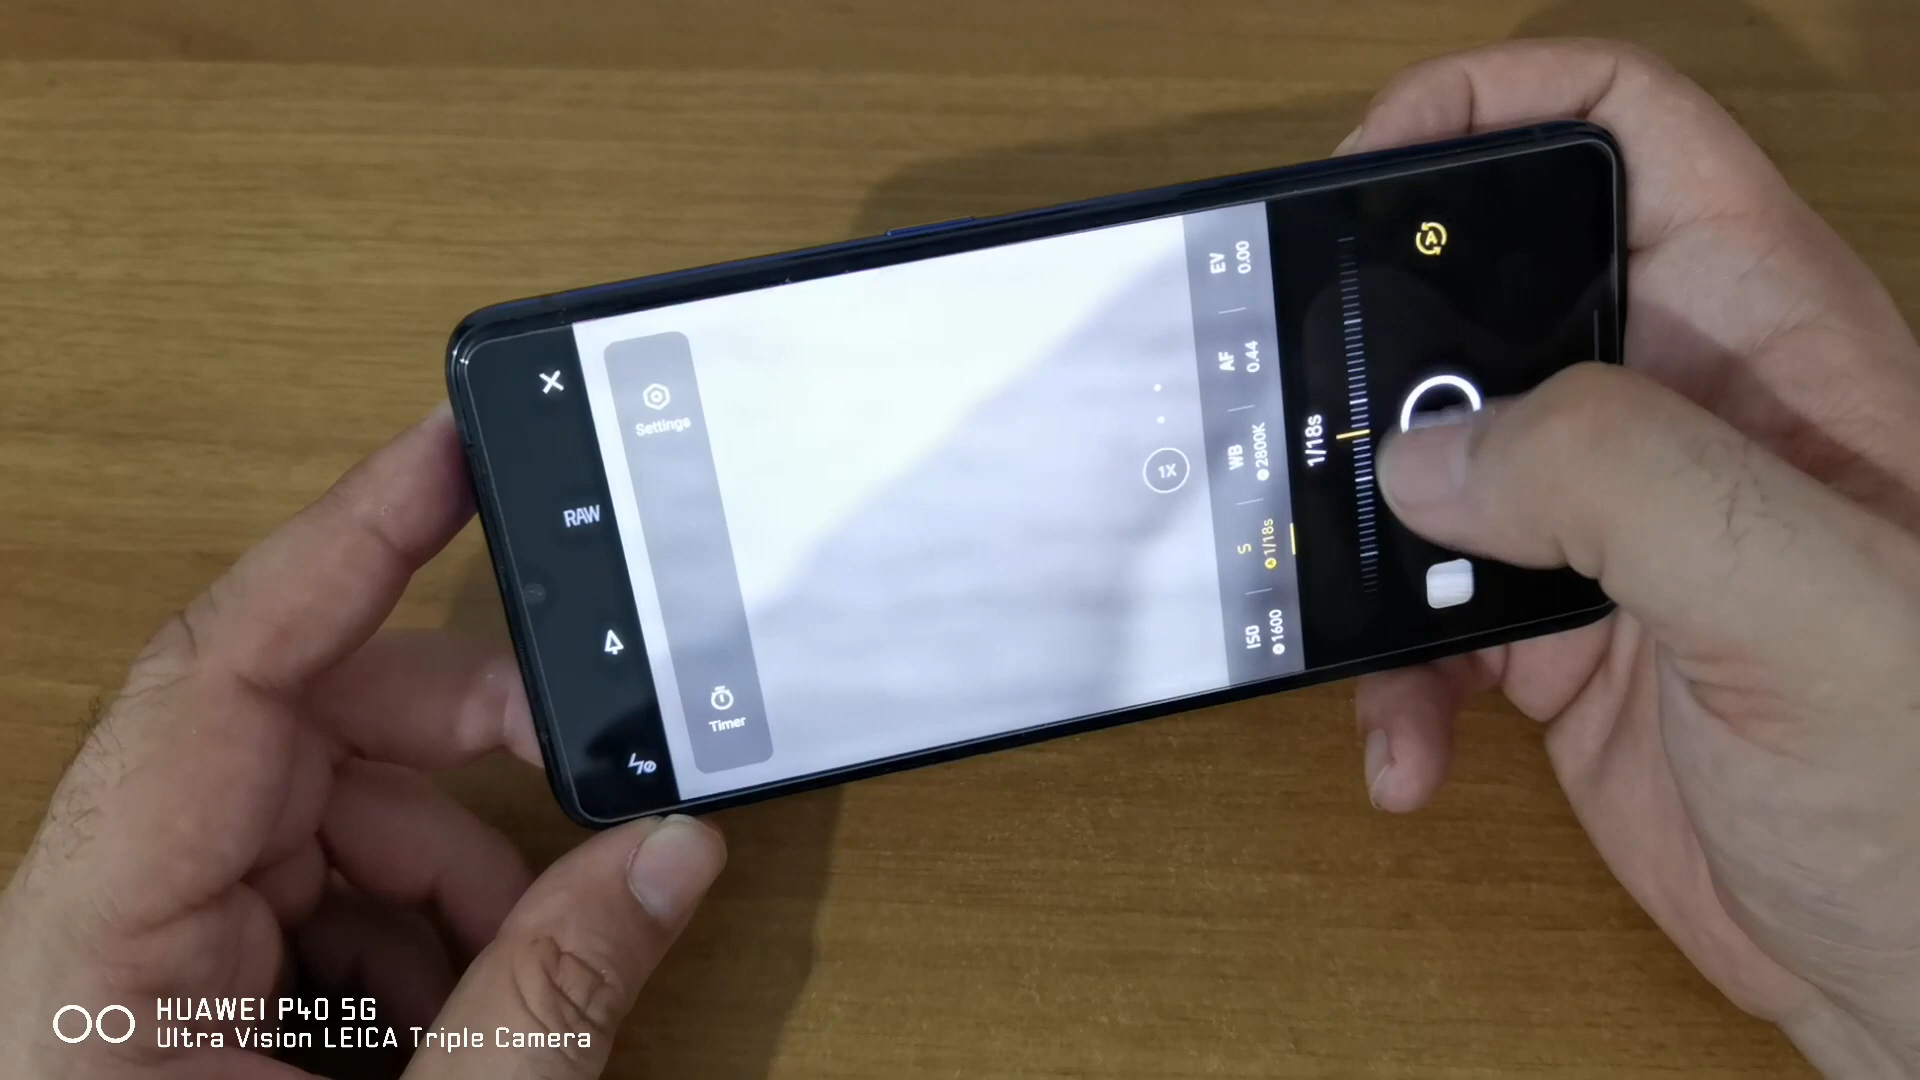 RAW
Settings
Timer
1X
EV
0.00
AF
0.44
WB
2800K
S
1/18s
ISO
1600
1/18s
A
HUAWEI P40 5G
Ultra Vision LEICA Triple Camera